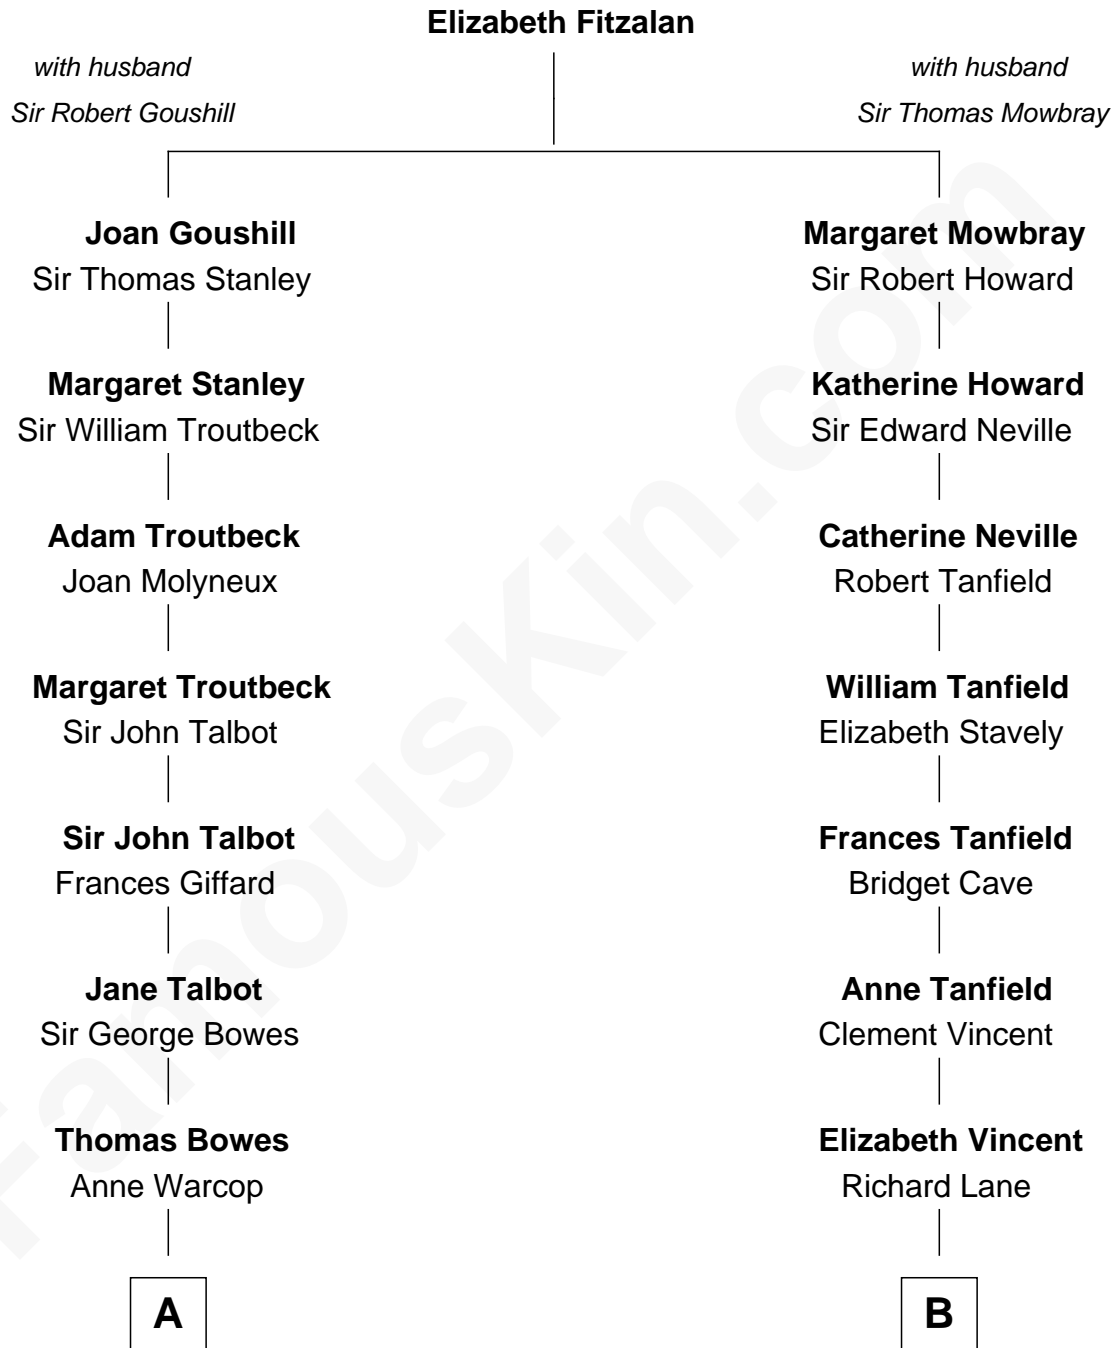 Elizabeth Fitzalan
with husband
Sir Robert Goushill
with husband
Sir Thomas Mowbray
Joan Goushill
Sir Thomas Stanley
Margaret Stanley
Sir William Troutbeck
Adam Troutbeck
Joan Molyneux
Margaret Troutbeck
Sir John Talbot
Sir John Talbot
Frances Giffard
Jane Talbot
Sir George Bowes
Thomas Bowes
Anne Warcop
A
Margaret Mowbray
Sir Robert Howard
Katherine Howard
Sir Edward Neville
Catherine Neville
Robert Tanfield
William Tanfield
Elizabeth Stavely
Frances Tanfield
Bridget Cave
Anne Tanfield
Clement Vincent
Elizabeth Vincent
Richard Lane
B
FamousKin.com